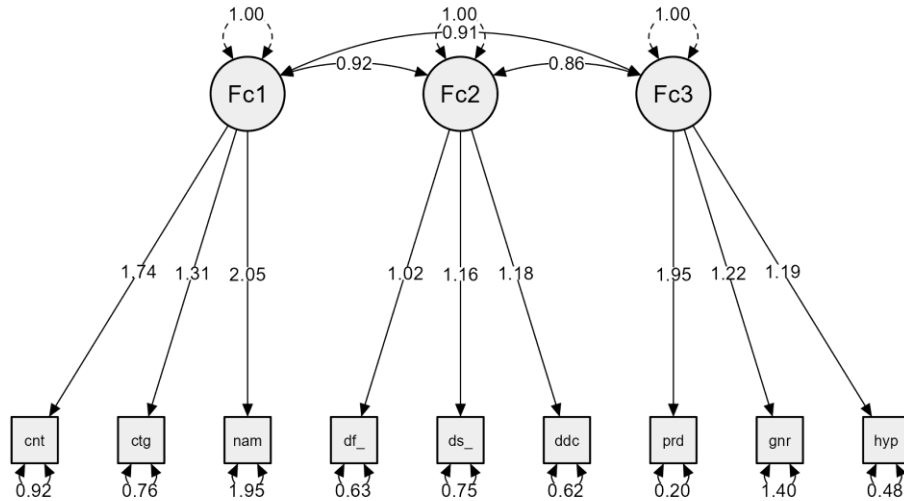 1.00 1.00 1.00
0.91
0.92 0.86
Fc1 Fc2 Fc3
1.74 1.31 2.05 1.02 1.16 1.18 1.95 1.22 1.19
cnt ctg nam df_ ds_ ddc prd gnr hyp
0.92 0.76 1.95 0.63 0.75 0.62 0.20 1.40 0.48